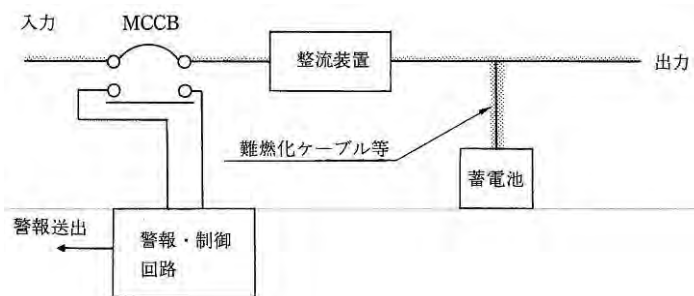 入力
MCCB
整流装置
出力
難燃化ケーブル等
蓄電池
警報送出
警報・制御
回路